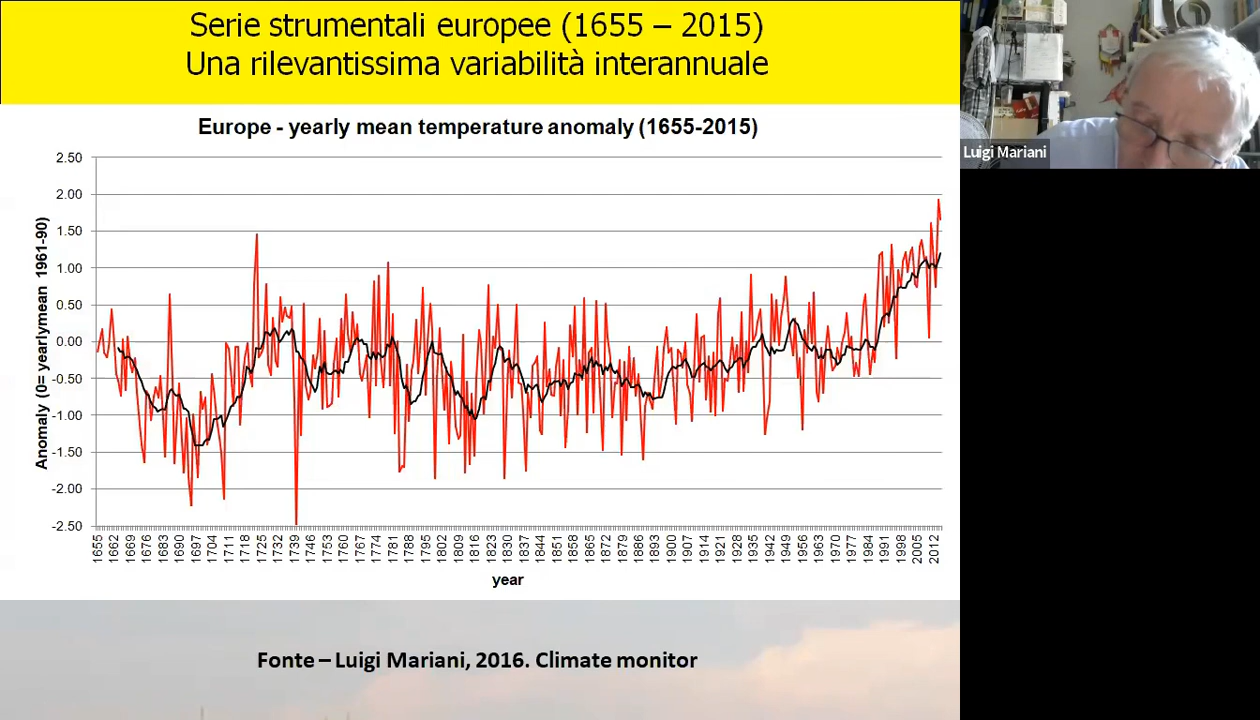 Serie strumentali europee (1655 – 2015)
Una rilevantissima variabilità interannuale
Europe - yearly mean temperature anomaly (1655-2015)
Anomaly (0= yearlymean 1961-90)
2.50
2.00
1.50
1.00
0.50
0.00
-0.50
-1.00
-1.50
-2.00
-2.50
1655 1662 1669 1676 1683 1690 1697 1704 1711 1718 1725 1732 1739 1746 1753 1760 1767 1774 1781 1788 1795 1802 1809 1816 1823 1830 1837 1844 1851 1858 1865 1872 1879 1886 1893 1900 1907 1914 1921 1928 1935 1942 1949 1956 1963 1970 1977 1984 1991 1998 2005 2012
year
Fonte – Luigi Mariani, 2016. Climate monitor
Luigi Mariani